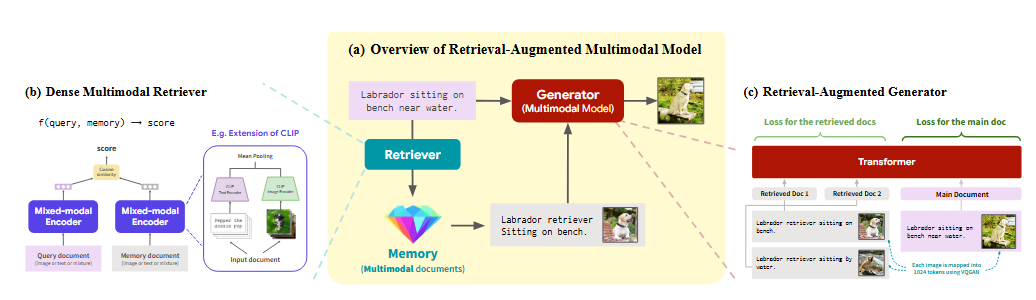 (a) Overview of Retrieval-Augmented Multimodal Model
Labrador sitting on
bench near water.
Generator
(Multimodal Model)
Retriever
Memory
(Multimodal documents)
Labrador retriever
Sitting on bench.
(b) Dense Multimodal Retriever
f(query, memory) → score
score
Cosine
similarity
Mixed-modal
Encoder
Mixed-modal
Encoder
Query document
(image or text or mixture)
Memory document
(image or text or mixture)
E.g. Extension of CLIP
Mean Pooling
CLIP
Text Encoder
CLIP
Image Encoder
Pepper the
aussie pup
Input document
(c) Retrieval-Augmented Generator
Loss for the retrieved docs
Loss for the main doc
Transformer
Retrieved Doc 1
Retrieved Doc 2
Main Document
Labrador retriever sitting on
bench.
Labrador retriever sitting by
water.
Labrador sitting on
bench near water.
Each image is mapped into
1024 tokens using VQGAN